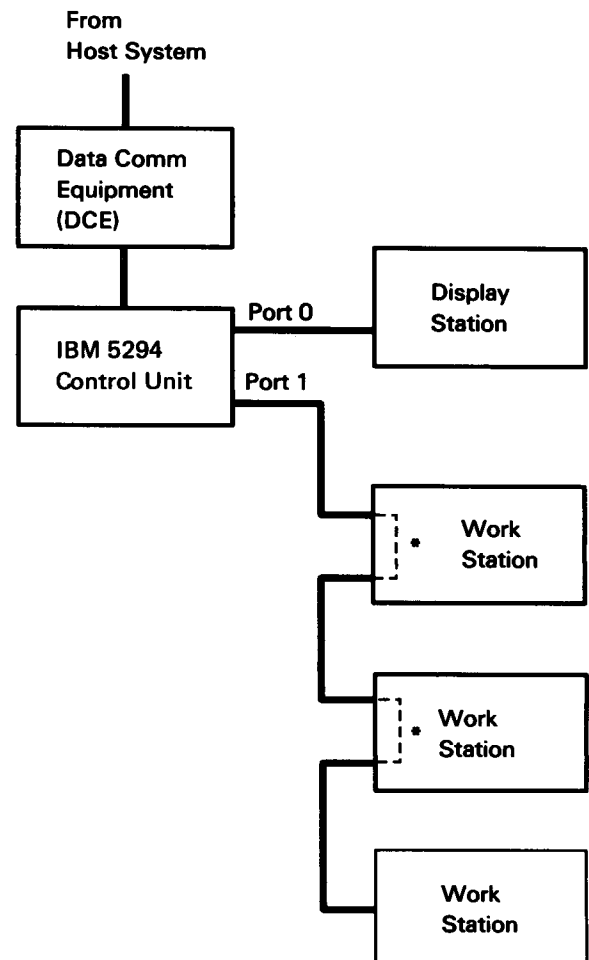 From
Host System
Data Comm
Equipment
(DCE)
Port 0
Display
Station
IBM 5294
Control Unit
Port 1
* Work
Station
* Work
Station
Work
Station